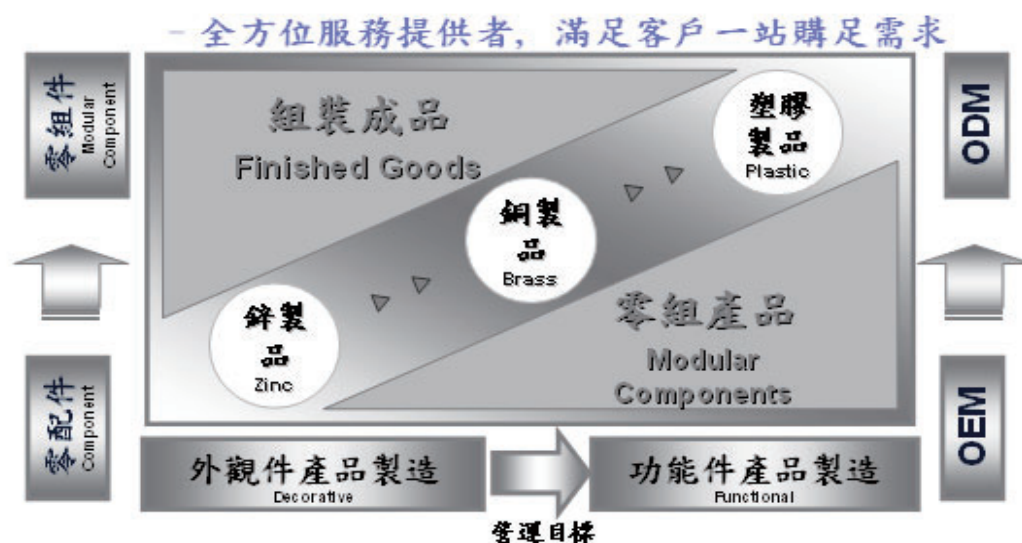 - 全方位服務提供者, 滿足客戶一站購足需求
零組件
Modular
Component
組裝成品
Finished Goods
塑膠
製品
Plastic
ODM
銅製
品
Brass
鋅製
品
Zinc
零組產品
Modular
Components
零配件
Component
OEM
外觀件產品製造
Decorative
功能件產品製造
Functional
營運目標